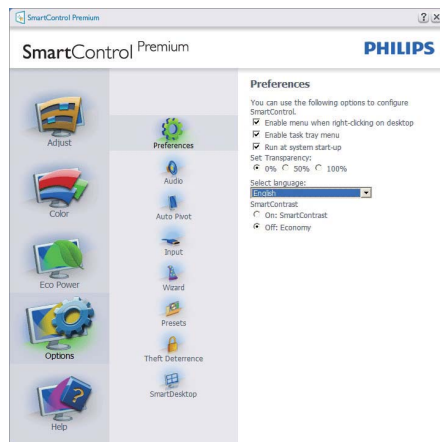 SmartControl Premium
SmartControl Premium
PHILIPS
Adjust
Color
Eco Power
Options
Help
Preferences
Audio
Auto Pivot
Input
Wizard
Presets
Theft Deterrence
SmartDesktop
Preferences
You can use the following options to configure
SmartControl.
Enable menu when right-clicking on desktop
Enable task tray menu
Run at system start-up
Set Transparency:
0% 50% 100%
Select language:
English
SmartContrast
On: SmartContrast
Off: Economy